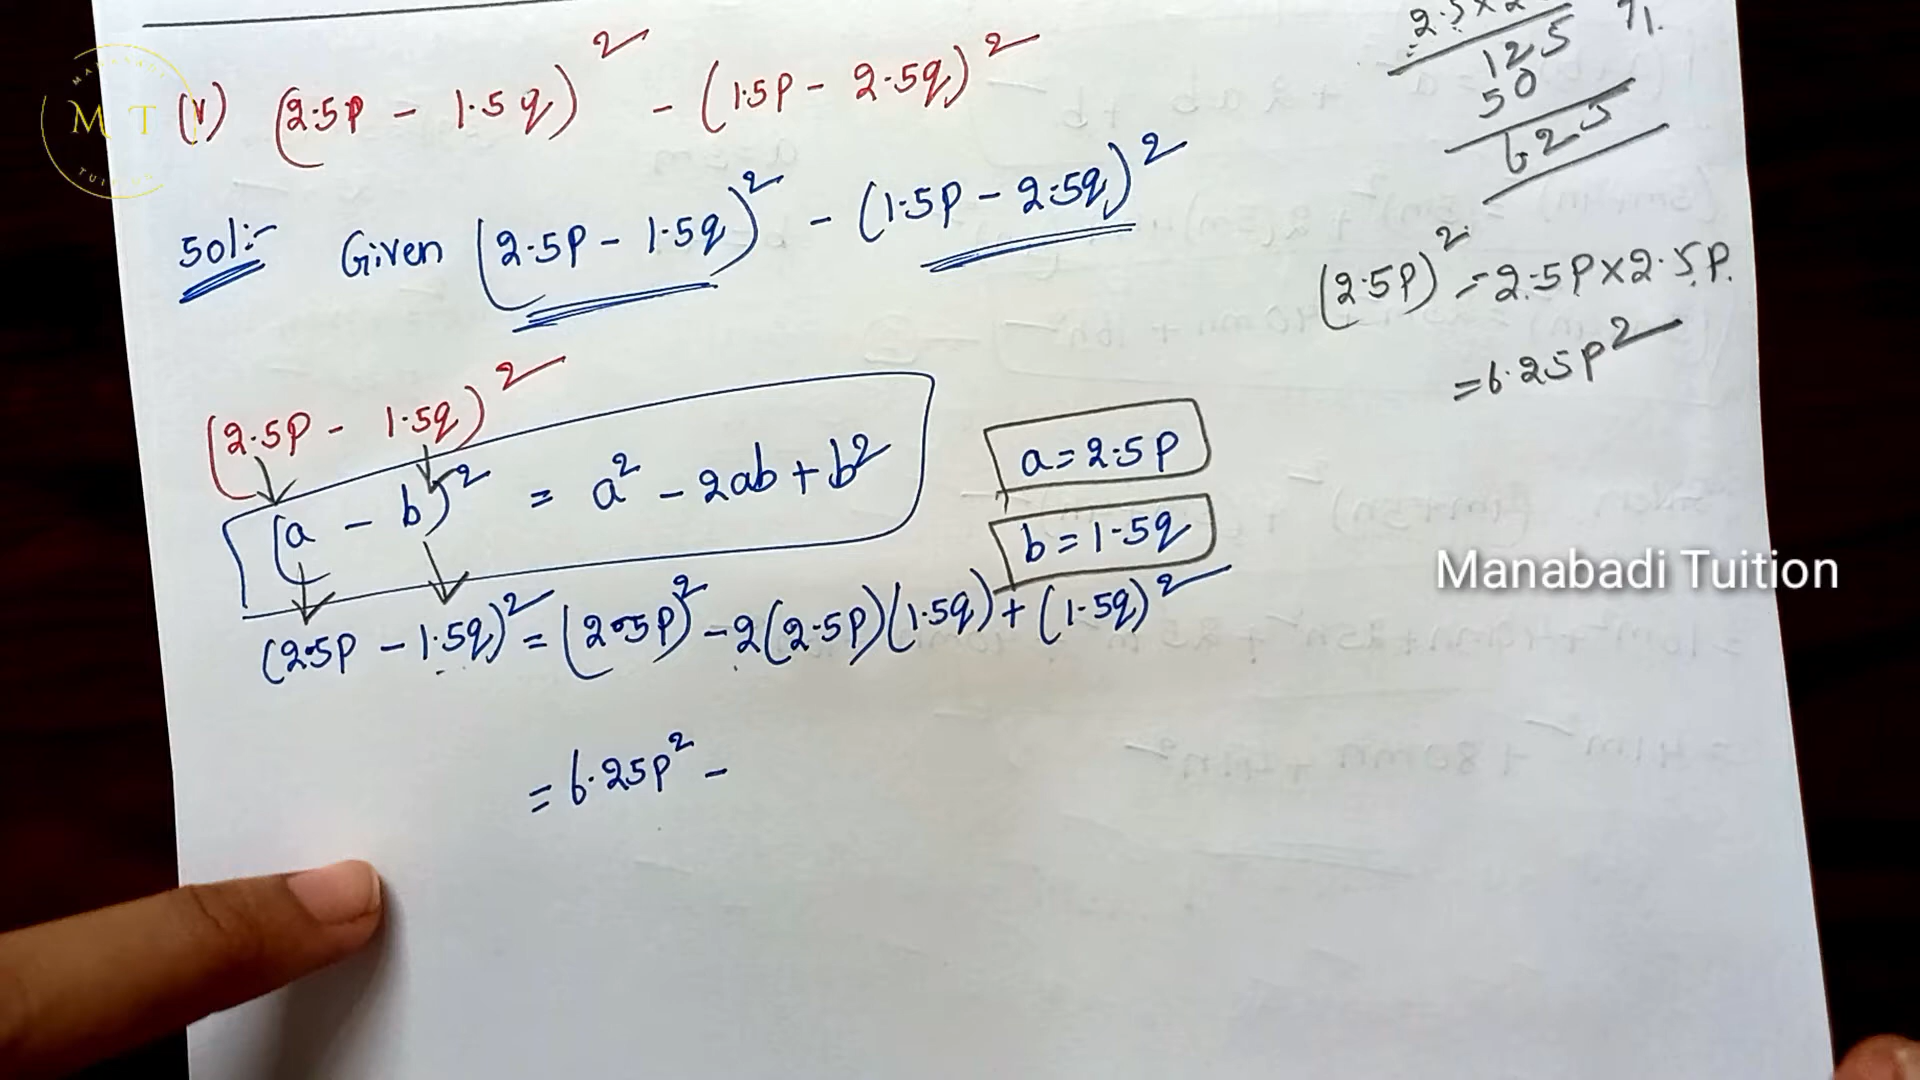 (v) (2.5p - 1.5q)² - (1.5p - 2.5q)²
Sol:- Given (2.5p - 1.5q)² - (1.5p - 2.5q)²
(2.5p - 1.5q)²
(a - b)² = a² - 2ab + b²
a = 2.5p
b = 1.5q
(2.5p - 1.5q)² = (2.5p)² - 2(2.5p)(1.5q) + (1.5q)²
= 6.25p² -
125
50
625
(2.5p)² = 2.5p x 2.5p.
= 6.25p²
Manabadi Tuition
M T
TUITION